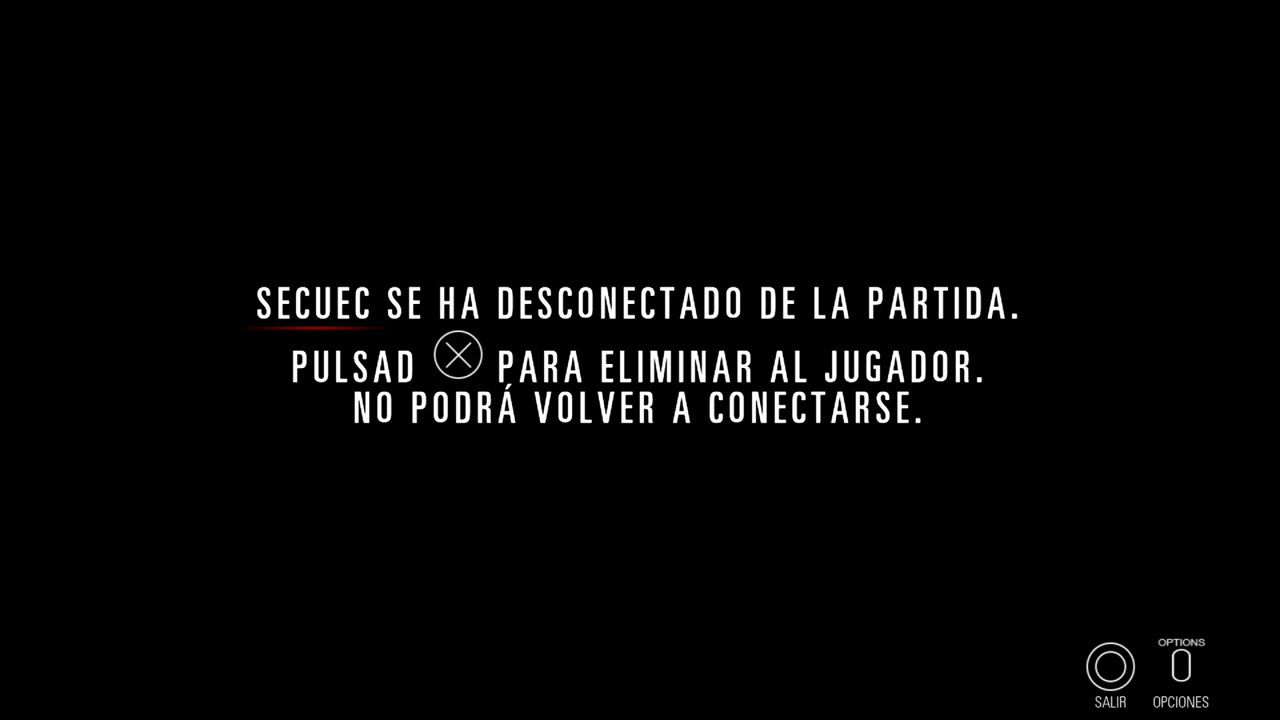 SECUEC SE HA DESCONECTADO DE LA PARTIDA.
PULSAD PARA ELIMINAR AL JUGADOR.
NO PODRÁ VOLVER A CONECTARSE.
OPTIONS
SALIR OPCIONES